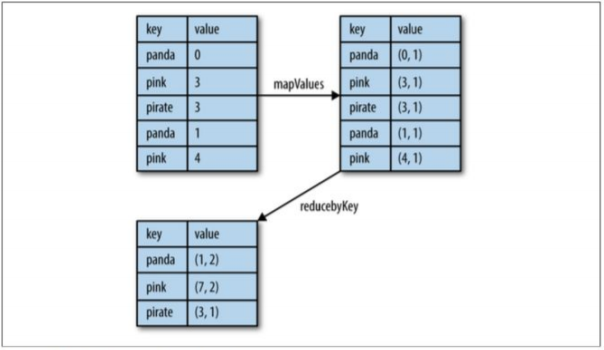 key value
panda 0
pink 3
pirate 3
panda 1
pink 4
mapValues
key value
panda (0, 1)
pink (3, 1)
pirate (3, 1)
panda (1, 1)
pink (4, 1)
reducebyKey
key value
panda (1, 2)
pink (7, 2)
pirate (3, 1)